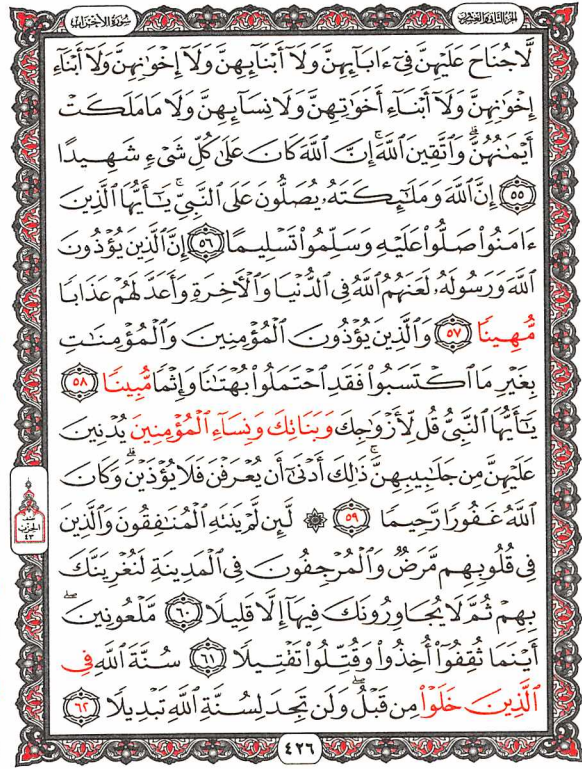 الجزء الثاني والعشرون
سورة الأحزاب
لَّا جُنَاحَ عَلَيْهِنَّ فِىٓ ءَابَآئِهِنَّ وَلَآ أَبْنَآئِهِنَّ وَلَآ إِخْوَٰنِهِنَّ وَلَآ أَبْنَآءِ
إِخْوَٰنِهِنَّ وَلَآ أَبْنَآءِ أَخَوَٰتِهِنَّ وَلَا نِسَآئِهِنَّ وَلَا مَا مَلَكَتْ
أَيْمَٰنُهُنَّ ۗ وَٱتَّقِينَ ٱللَّهَ ۚ إِنَّ ٱللَّهَ كَانَ عَلَىٰ كُلِّ شَىْءٍ شَهِيدًا
٥٥ إِنَّ ٱللَّهَ وَمَلَٰٓئِكَتَهُۥ يُصَلُّونَ عَلَى ٱلنَّبِىِّ ۚ يَٰٓأَيُّهَا ٱلَّذِينَ
ءَامَنُوا۟ صَلُّوا۟ عَلَيْهِ وَسَلِّمُوا۟ تَسْلِيمًا ٥٦ إِنَّ ٱلَّذِينَ يُؤْذُونَ
ٱللَّهَ وَرَسُولَهُۥ لَعَنَهُمُ ٱللَّهُ فِى ٱلدُّنْيَا وَٱلْءَاخِرَةِ وَأَعَدَّ لَهُمْ عَذَابًا
مُّهِينًا ٥٧ وَٱلَّذِينَ يُؤْذُونَ ٱلْمُؤْمِنِينَ وَٱلْمُؤْمِنَٰتِ
بِغَيْرِ مَا ٱكْتَسَبُوا۟ فَقَدِ ٱحْتَمَلُوا۟ بُهْتَٰنًا وَإِثْمًا مُّبِينًا ٥٨
يَٰٓأَيُّهَا ٱلنَّبِىُّ قُل لِّأَزْوَٰجِكَ وَبَنَاتِكَ وَنِسَآءِ ٱلْمُؤْمِنِينَ يُدْنِينَ
عَلَيْهِنَّ مِن جَلَٰبِيبِهِنَّ ۚ ذَٰلِكَ أَدْنَىٰٓ أَن يُعْرَفْنَ فَلَا يُؤْذَيْنَ ۗ وَكَانَ
ٱللَّهُ غَفُورًا رَّحِيمًا ٥٩ ۞ لَّئِن لَّمْ يَنتَهِ ٱلْمُنَٰفِقُونَ وَٱلَّذِينَ
فِى قُلُوبِهِم مَّرَضٌ وَٱلْمُرْجِفُونَ فِى ٱلْمَدِينَةِ لَنُغْرِيَنَّكَ
بِهِمْ ثُمَّ لَا يُجَاوِرُونَكَ فِيهَآ إِلَّا قَلِيلًا ٦٠ مَّلْعُونِينَ ۖ
أَيْنَمَا ثُقِفُوٓا۟ أُخِذُوا۟ وَقُتِّلُوا۟ تَقْتِيلًا ٦١ سُنَّةَ ٱللَّهِ فِى
ٱلَّذِينَ خَلَوْا۟ مِن قَبْلُ ۖ وَلَن تَجِدَ لِسُنَّةِ ٱللَّهِ تَبْدِيلًا ٦٢
الحزب
٤٣
٤٢٦